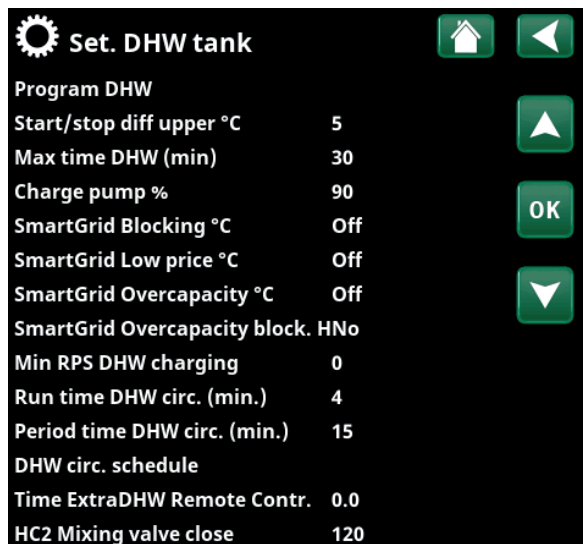 Set. DHW tank
Program DHW
Start/stop diff upper °C 5
Max time DHW (min) 30
Charge pump % 90
OK
SmartGrid Blocking °C Off
SmartGrid Low price °C Off
SmartGrid Overcapacity °C Off
SmartGrid Overcapacity block. HNo
Min RPS DHW charging 0
Run time DHW circ. (min.) 4
Period time DHW circ. (min.) 15
DHW circ. schedule
Time ExtraDHW Remote Contr. 0.0
HC2 Mixing valve close 120